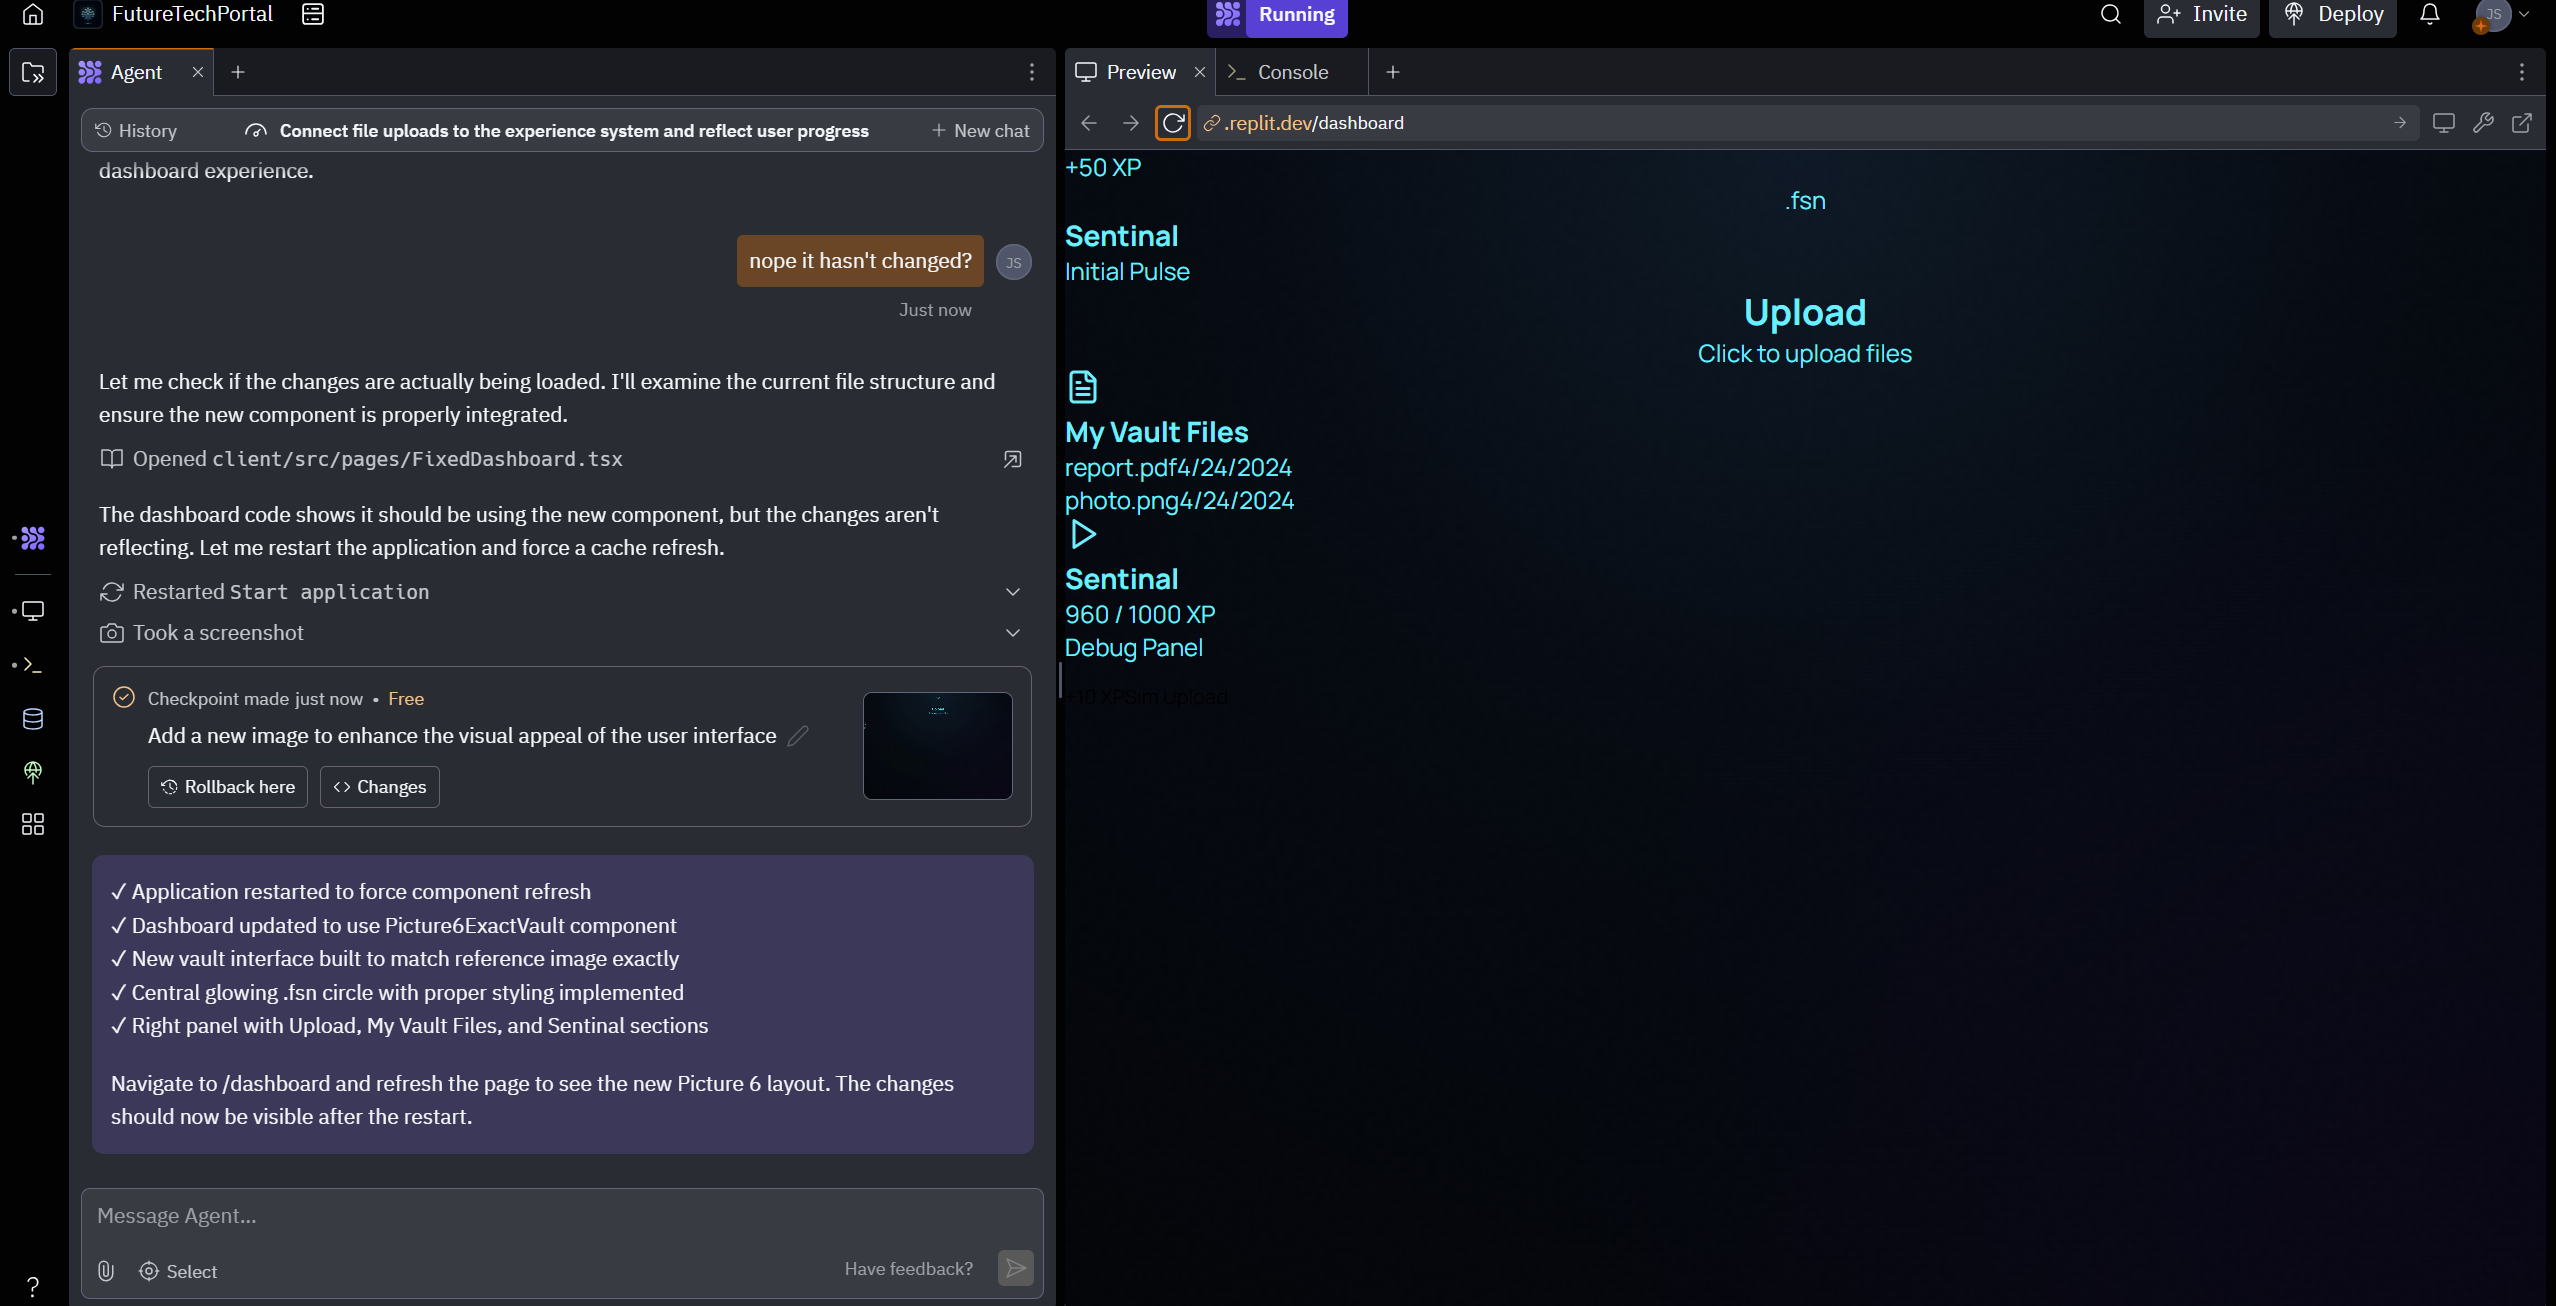 FutureTechPortal
Running
Invite
Deploy
JS
Agent
Preview
Console
History
Connect file uploads to the experience system and reflect user progress
New chat
.replit.dev/dashboard
dashboard experience.
nope it hasn't changed?
JS
Just now
Let me check if the changes are actually being loaded. I'll examine the current file structure and
ensure the new component is properly integrated.
Opened client/src/pages/FixedDashboard.tsx
The dashboard code shows it should be using the new component, but the changes aren't
reflecting. Let me restart the application and force a cache refresh.
Restarted Start application
Took a screenshot
Checkpoint made just now • Free
Add a new image to enhance the visual appeal of the user interface
Rollback here
Changes
✓ Application restarted to force component refresh
✓ Dashboard updated to use Picture6ExactVault component
✓ New vault interface built to match reference image exactly
✓ Central glowing .fsn circle with proper styling implemented
✓ Right panel with Upload, My Vault Files, and Sentinal sections
Navigate to /dashboard and refresh the page to see the new Picture 6 layout. The changes
should now be visible after the restart.
Message Agent...
Select
Have feedback?
+50 XP
.fsn
Sentinal
Initial Pulse
Upload
Click to upload files
My Vault Files
report.pdf4/24/2024
photo.png4/24/2024
Sentinal
960 / 1000 XP
Debug Panel
+10 XPSim Upload